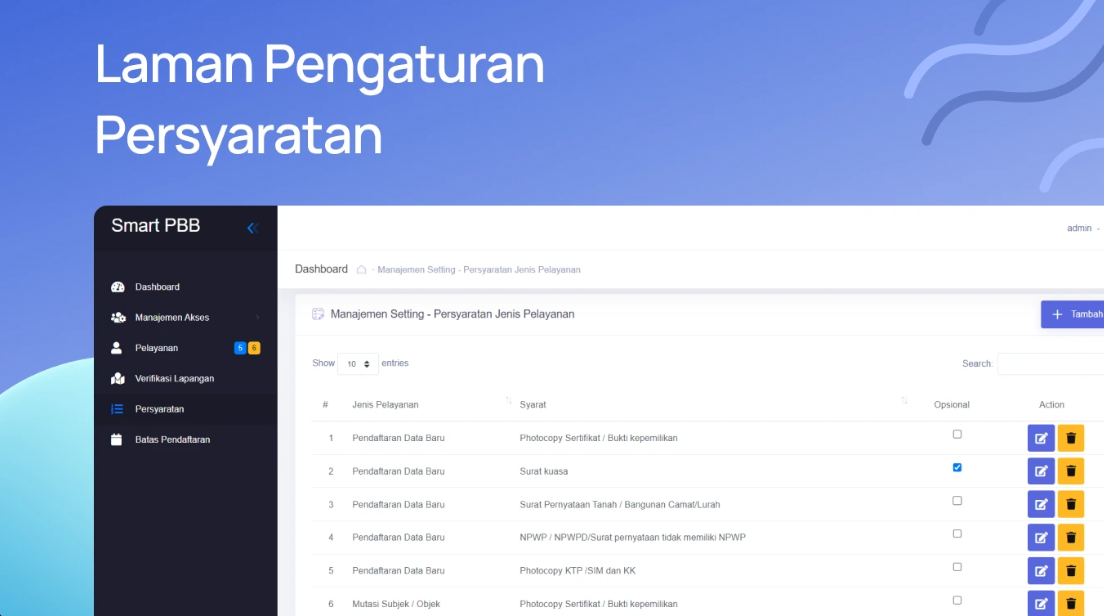 Laman Pengaturan
Persyaratan
Smart PBB
admin
Dashboard
Manajemen Setting - Persyaratan Jenis Pelayanan
Dashboard
Manajemen Akses
Pelayanan 5 6
Verifikasi Lapangan
Persyaratan
Batas Pendaftaran
Manajemen Setting - Persyaratan Jenis Pelayanan
+ Tambah
Show 10 entries
Search:
# Jenis Pelayanan Syarat Opsional Action
1 Pendaftaran Data Baru Photocopy Sertifikat / Bukti kepemilikan
2 Pendaftaran Data Baru Surat kuasa
3 Pendaftaran Data Baru Surat Pernyataan Tanah / Bangunan Camat/Lurah
4 Pendaftaran Data Baru NPWP / NPWPD/Surat pernyataan tidak memiliki NPWP
5 Pendaftaran Data Baru Photocopy KTP /SIM dan KK
6 Mutasi Subjek / Objek Photocopy Sertifikat / Bukti kepemilikan